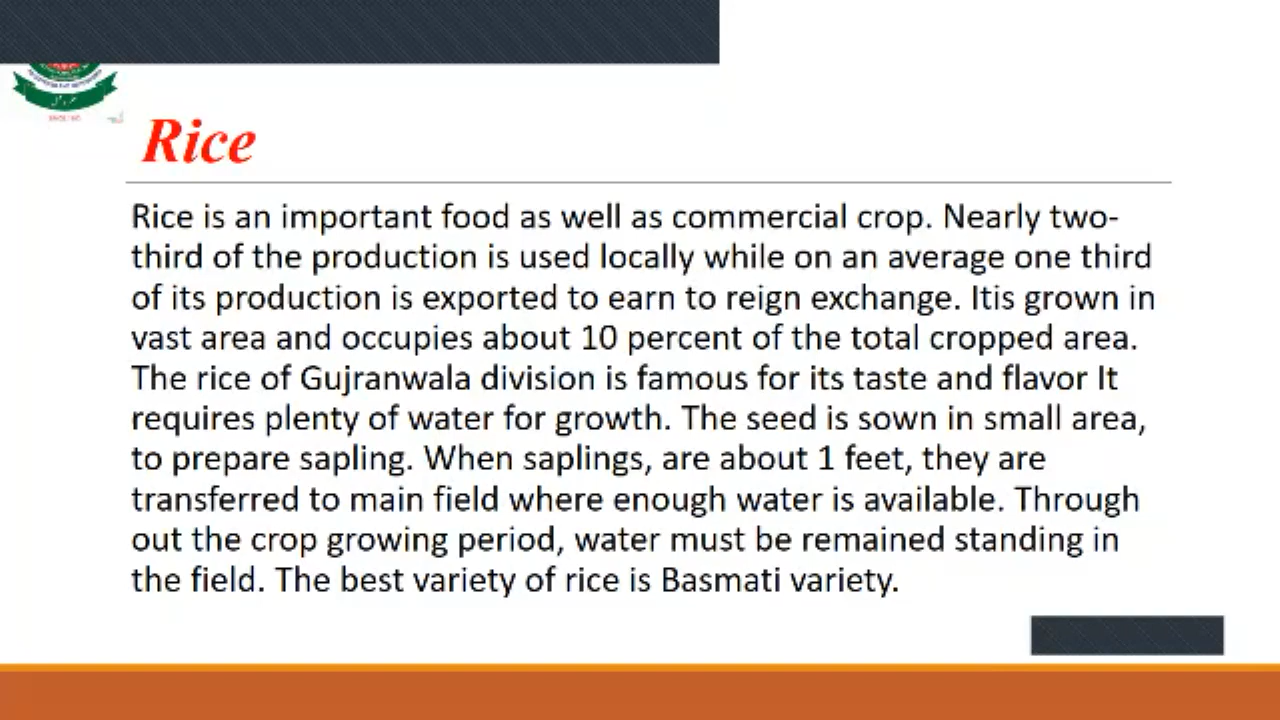 Rice
Rice is an important food as well as commercial crop. Nearly two-
third of the production is used locally while on an average one third
of its production is exported to earn to reign exchange. Itis grown in
vast area and occupies about 10 percent of the total cropped area.
The rice of Gujranwala division is famous for its taste and flavor It
requires plenty of water for growth. The seed is sown in small area,
to prepare sapling. When saplings, are about 1 feet, they are
transferred to main field where enough water is available. Through
out the crop growing period, water must be remained standing in
the field. The best variety of rice is Basmati variety.